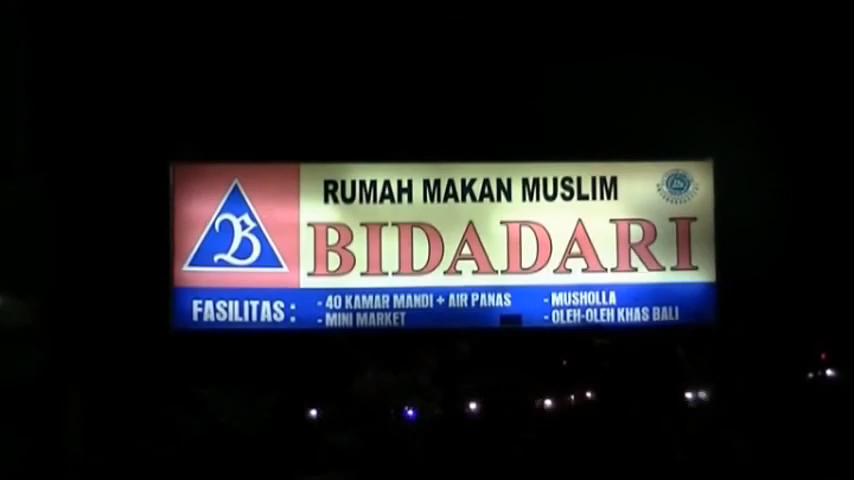 RUMAH MAKAN MUSLIM
B
BIDADARI
FASILITAS :
- 40 KAMAR MANDI + AIR PANAS
- MINI MARKET
- MUSHOLLA
- OLEH-OLEH KHAS BALI